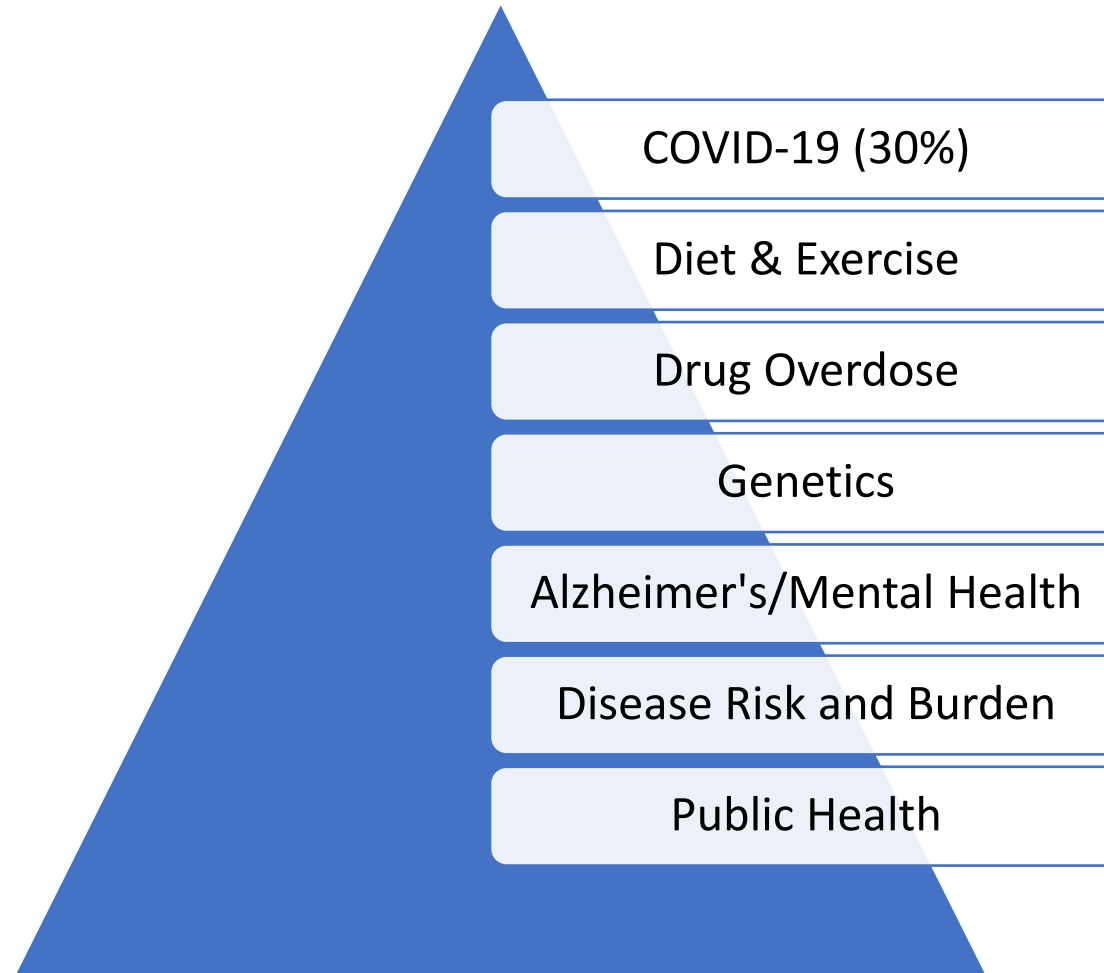 COVID-19 (30%)
Diet & Exercise
Drug Overdose
Genetics
Alzheimer's/Mental Health
Disease Risk and Burden
Public Health